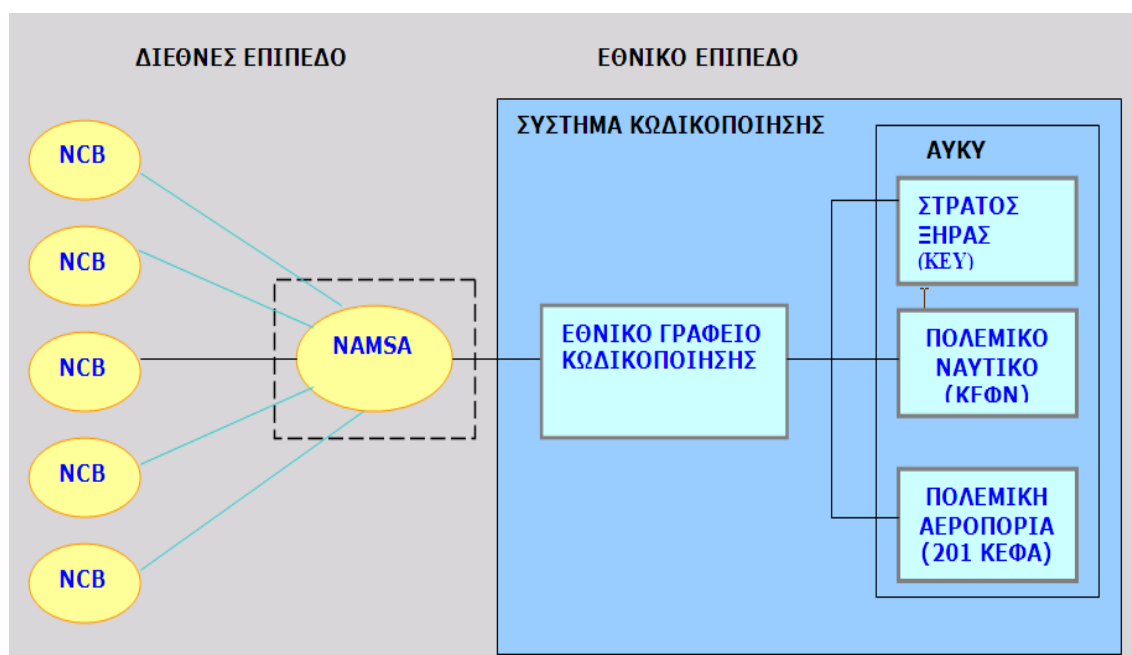 ΔΙΕΘΝΕΣ ΕΠΙΠΕΔΟ
ΕΘΝΙΚΟ ΕΠΙΠΕΔΟ
NCB
NCB
NCB
NCB
NCB
NAMSA
ΣΥΣΤΗΜΑ ΚΩΔΙΚΟΠΟΙΗΣΗΣ
ΕΘΝΙΚΟ ΓΡΑΦΕΙΟ
ΚΩΔΙΚΟΠΟΙΗΣΗΣ
ΑΥΚΥ
ΣΤΡΑΤΟΣ
ΞΗΡΑΣ
(ΚΕΥ)
ΠΟΛΕΜΙΚΟ
ΝΑΥΤΙΚΟ
(ΚΕΦΝ)
ΠΟΛΕΜΙΚΗ
ΑΕΡΟΠΟΡΙΑ
(201 ΚΕΦΑ)